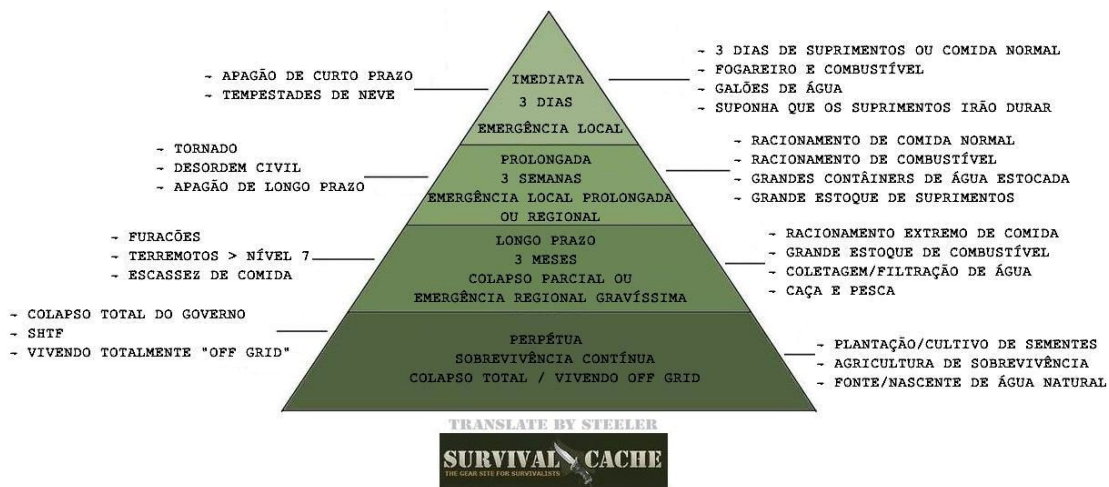 ~ APAGÃO DE CURTO PRAZO
~ TEMPESTADES DE NEVE
IMEDIATA
3 DIAS
EMERGÊNCIA LOCAL
~ 3 DIAS DE SUPRIMENTOS OU COMIDA NORMAL
~ FOGAREIRO E COMBUSTÍVEL
~ GALÕES DE ÁGUA
~ SUPONHA QUE OS SUPRIMENTOS IRÃO DURAR
~ TORNADO
~ DESORDEM CIVIL
~ APAGÃO DE LONGO PRAZO
PROLONGADA
3 SEMANAS
EMERGÊNCIA LOCAL PROLONGADA
OU REGIONAL
~ RACIONAMENTO DE COMIDA NORMAL
~ RACIONAMENTO DE COMBUSTÍVEL
~ GRANDES CONTÂINERS DE ÁGUA ESTOCADA
~ GRANDE ESTOQUE DE SUPRIMENTOS
~ FURACÕES
~ TERREMOTOS > NÍVEL 7
~ ESCASSEZ DE COMIDA
LONGO PRAZO
3 MESES
COLAPSO PARCIAL OU
EMERGÊNCIA REGIONAL GRAVÍSSIMA
~ RACIONAMENTO EXTREMO DE COMIDA
~ GRANDE ESTOQUE DE COMBUSTÍVEL
~ COLETAGEM/FILTRAÇÃO DE ÁGUA
~ CAÇA E PESCA
~ COLAPSO TOTAL DO GOVERNO
~ SHTF
~ VIVENDO TOTALMENTE "OFF GRID"
PERPÉTUA
SOBREVIVÊNCIA CONTÍNUA
COLAPSO TOTAL / VIVENDO OFF GRID
~ PLANTAÇÃO/CULTIVO DE SEMENTES
~ AGRICULTURA DE SOBREVIVÊNCIA
~ FONTE/NASCENTE DE ÁGUA NATURAL
TRANSLATE BY STEELER
SURVIVAL CACHE
THE GEAR SITE FOR SURVIVALISTS